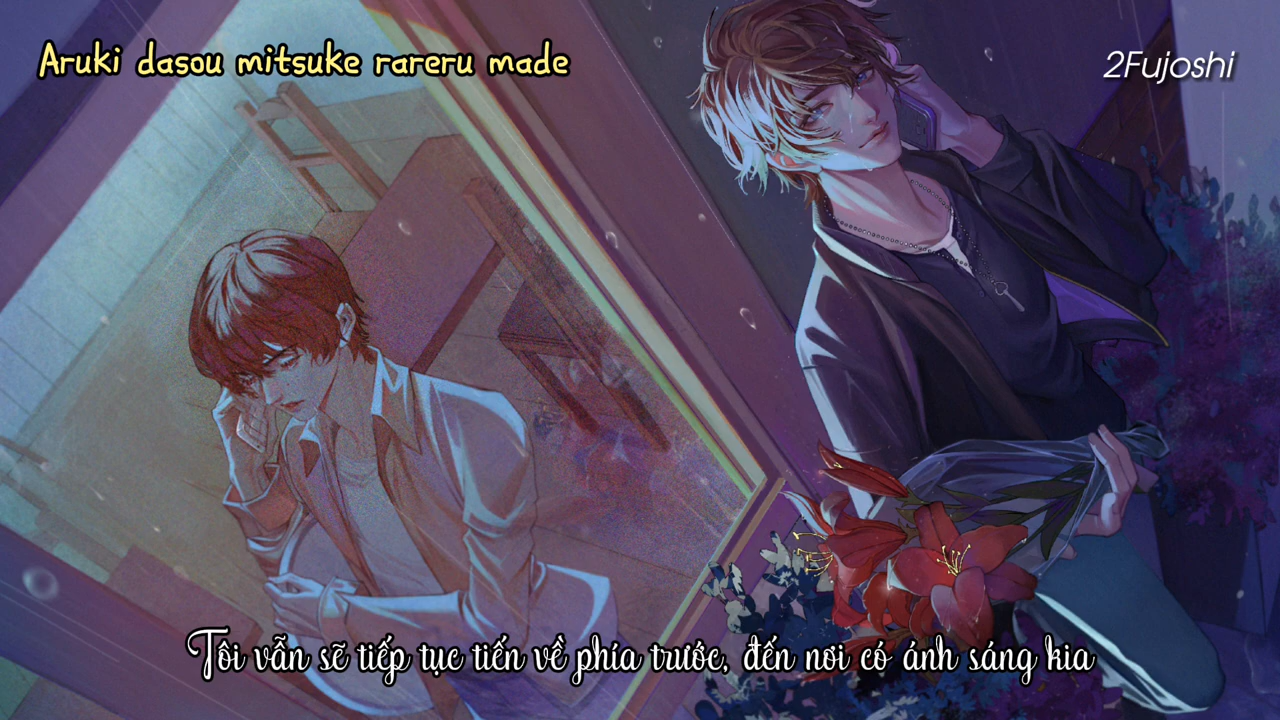 Aruki dasou mitsuke rareru made
2Fujoshi
Tôi vẫn sẽ tiếp tục tiến về phía trước, đến nơi có ánh sáng kia